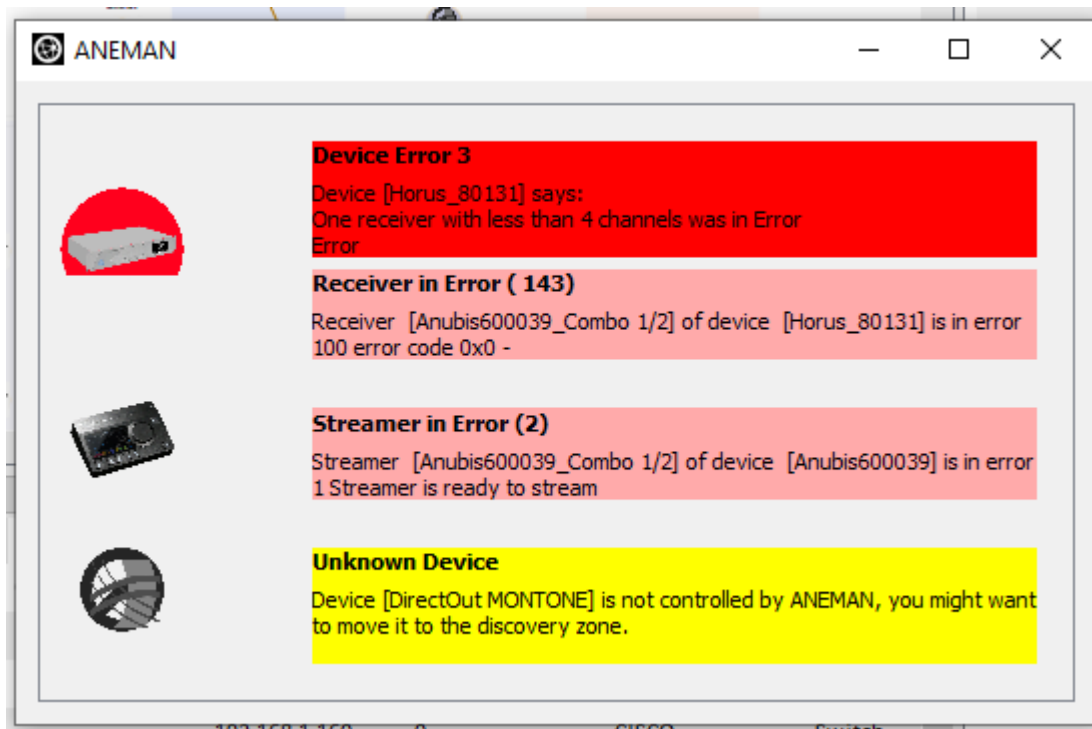 ANEMAN
Device Error 3
Device [Horus_80131] says:
One receiver with less than 4 channels was in Error
Error
Receiver in Error ( 143)
Receiver  [Anubis600039_Combo 1/2] of device  [Horus_80131] is in error
100 error code 0x0 -
Streamer in Error (2)
Streamer  [Anubis600039_Combo 1/2] of device  [Anubis600039] is in error
1 Streamer is ready to stream
Unknown Device
Device [DirectOut MONTONE] is not controlled by ANEMAN, you might want
to move it to the discovery zone.